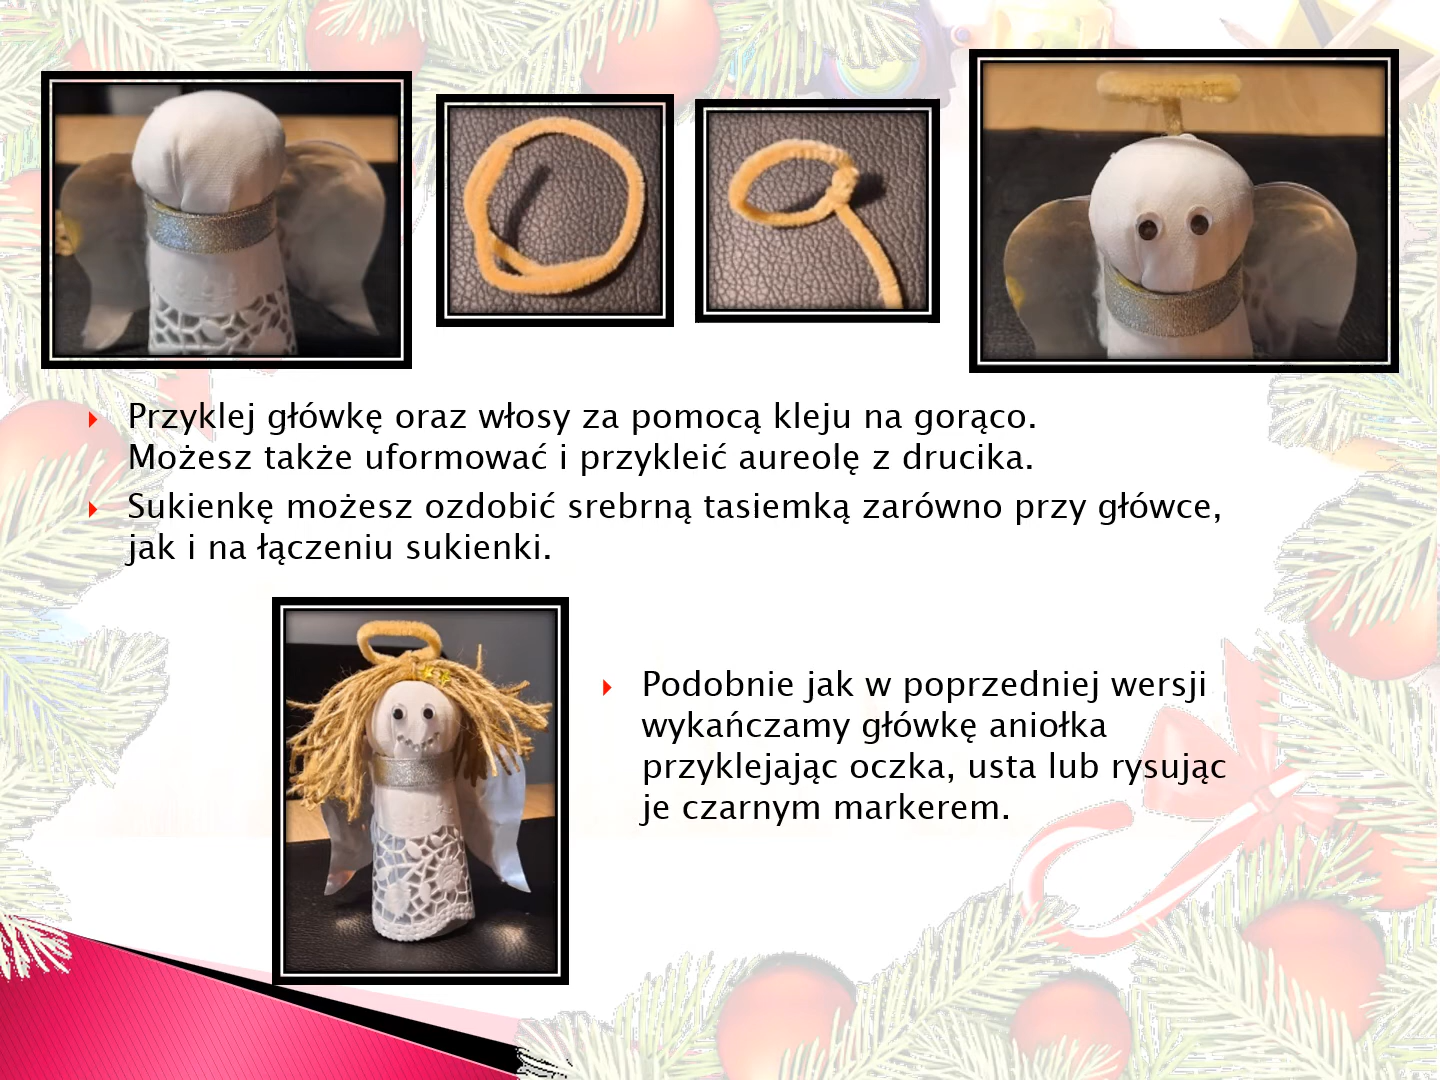 Przyklej główkę oraz włosy za pomocą kleju na gorąco.
Możesz także uformować i przykleić aureolę z drucika.
Sukienkę możesz ozdobić srebrną tasiemką zarówno przy główce,
jak i na łączeniu sukienki.
Podobnie jak w poprzedniej wersji
wykańczamy główkę aniołka
przyklejając oczka, usta lub rysując
je czarnym markerem.